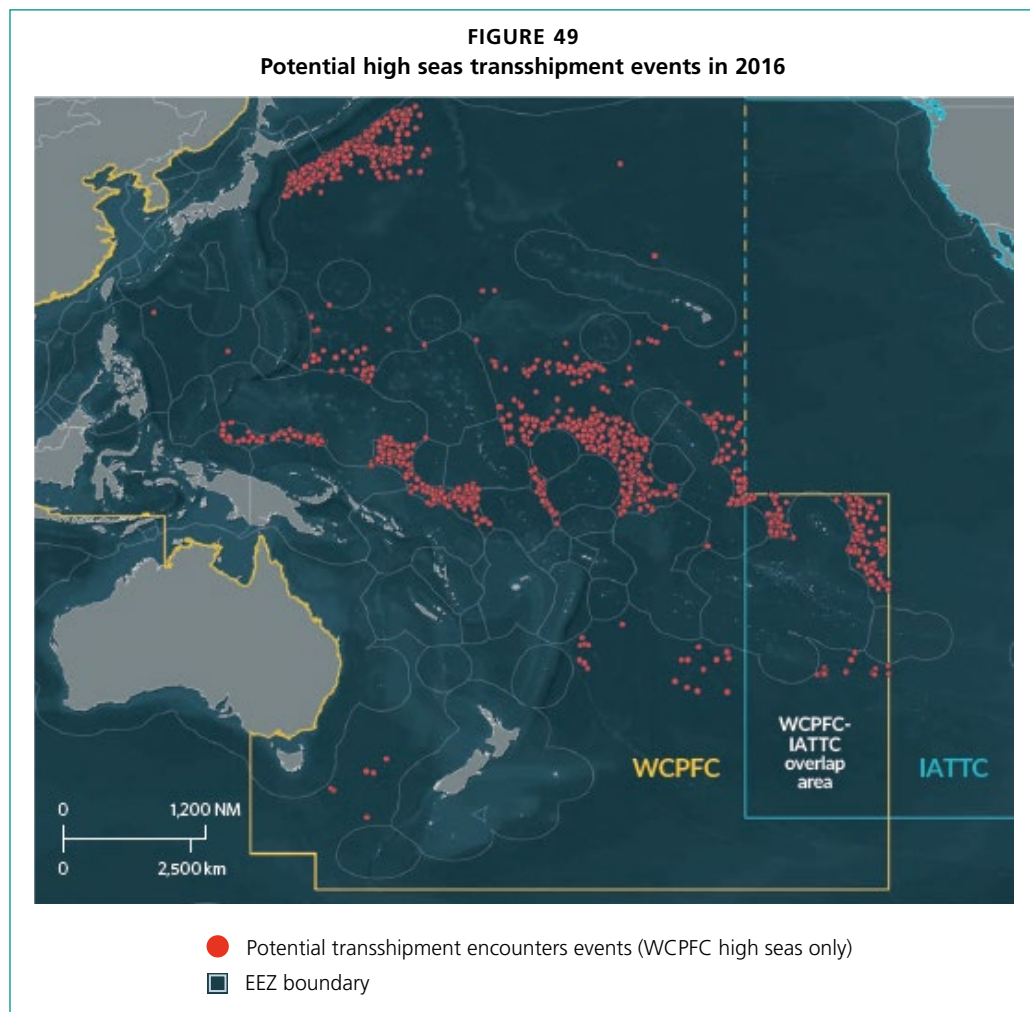 FIGURE 49
Potential high seas transshipment events in 2016
WCPFC
WCPFC-
IATTC
overlap
area
IATTC
0
1,200 NM
0
2,500 km
Potential transshipment encounters events (WCPFC high seas only)
EEZ boundary